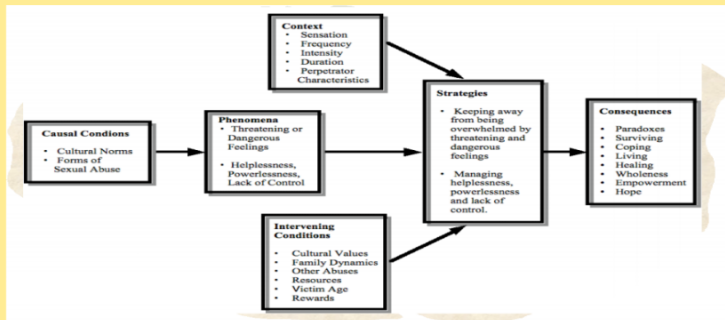 Context
• Sensation
• Frequency
• Intensity
• Duration
• Perpetrator
Characteristics
Causal Condions
• Cultural Norms
• Forms of
Sexual Abuse
Phenomena
• Threatening or
Dangerous
Feelings
• Helplessness,
Powerlessness,
Lack of Control
Intervening
Conditions
• Cultural Values
• Family Dynamics
• Other Abuses
• Resources
• Victim Age
• Rewards
Strategies
• Keeping away
from being
overwhelmed by
threatening and
dangerous
feelings
• Managing
helplessness,
powerlessness
and lack of
control.
Consequences
• Paradoxes
• Surviving
• Coping
• Living
• Healing
• Wholeness
• Empowerment
• Hope